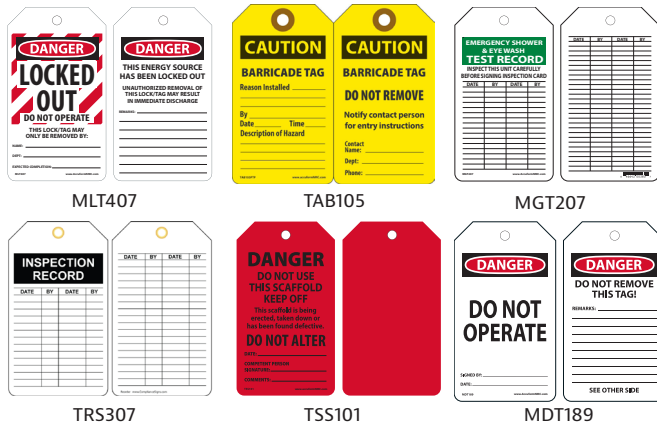 DANGER
LOCKED
OUT
DO NOT OPERATE
THIS LOCK/TAG MAY
ONLY BE REMOVED BY:
NAME:
DEPT:
EXPECTED COMPLETION:
DANGER
THIS ENERGY SOURCE
HAS BEEN LOCKED OUT
UNAUTHORIZED REMOVAL OF
THIS LOCK/TAG MAY RESULT
IN IMMEDIATE DISCHARGE
REMARKS:
MLT407
CAUTION
BARRICADE TAG
Reason Installed
By
Date Time
Description of Hazard
CAUTION
BARRICADE TAG
DO NOT REMOVE
Notify contact person
for entry instructions
Contact
Name:
Dept:
Phone:
TAB105
EMERGENCY SHOWER
& EYE WASH
TEST RECORD
INSPECT THIS UNIT CAREFULLY
BEFORE SIGNING INSPECTION CARD
DATE BY DATE BY
DATE BY DATE BY
MGT207
INSPECTION
RECORD
DATE BY DATE BY
DATE BY DATE BY
TRS307
DANGER
DO NOT USE
THIS SCAFFOLD
KEEP OFF
This scaffold is being
erected, taken down or
has been found defective.
DO NOT ALTER
DATE:
COMPETENT PERSON
SIGNATURE:
COMMENTS:
TSS101
DANGER
DO NOT
OPERATE
SIGNED BY:
DATE:
DANGER
DO NOT REMOVE
THIS TAG!
REMARKS:
SEE OTHER SIDE
MDT189